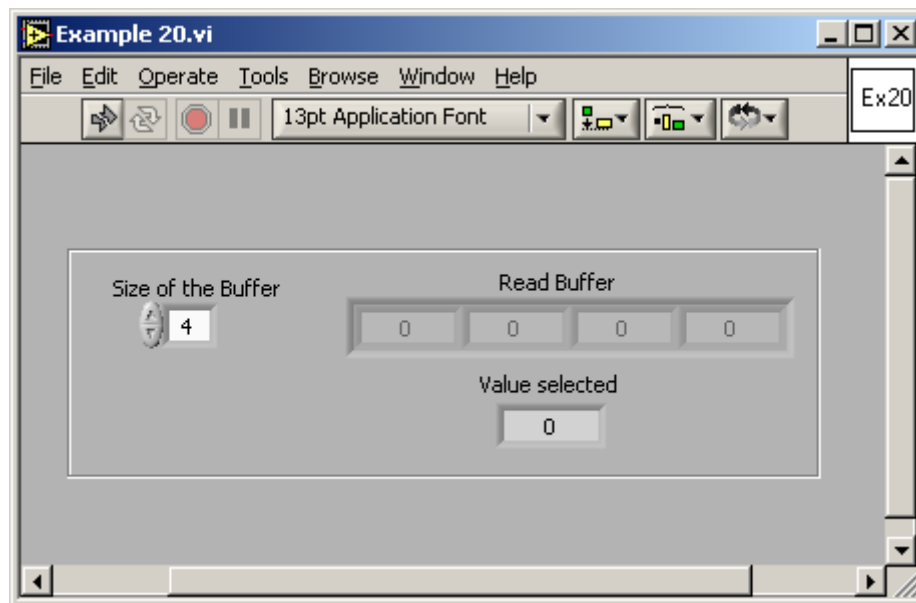 Example 20.vi
File Edit Operate Tools Browse Window Help
13pt Application Font
Ex20
Size of the Buffer
4
Read Buffer
0 0 0 0
Value selected
0